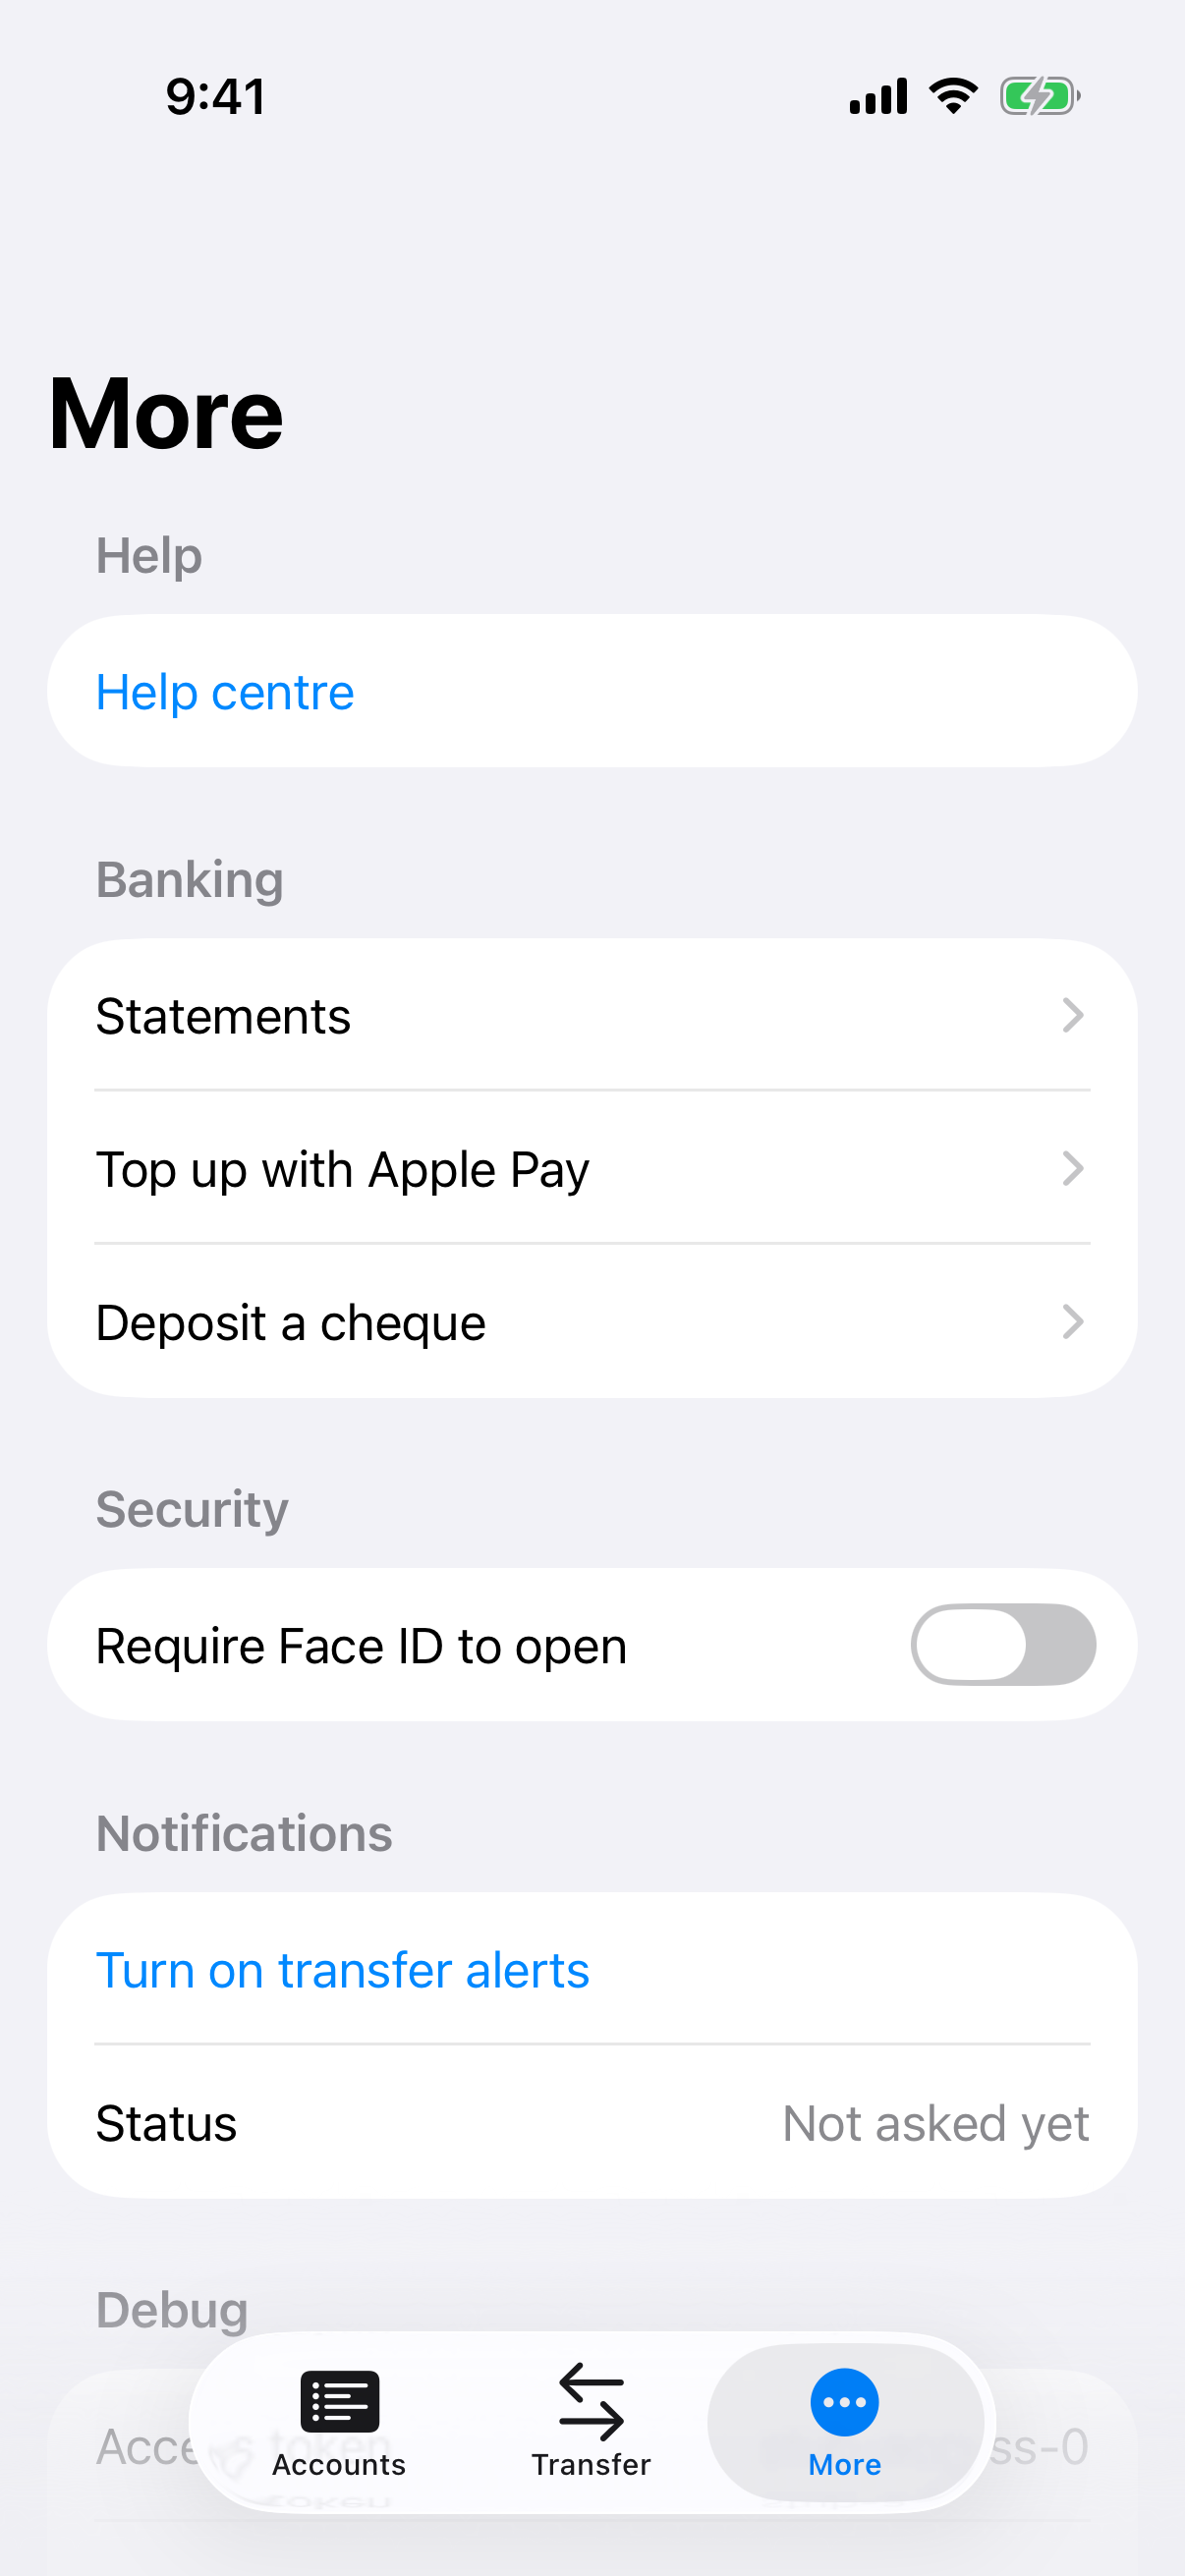 9:41
More
Help
Help centre
Banking
Statements
Top up with Apple Pay
Deposit a cheque
Security
Require Face ID to open
Notifications
Turn on transfer alerts
Status Not asked yet
Debug
Accounts Transfer More